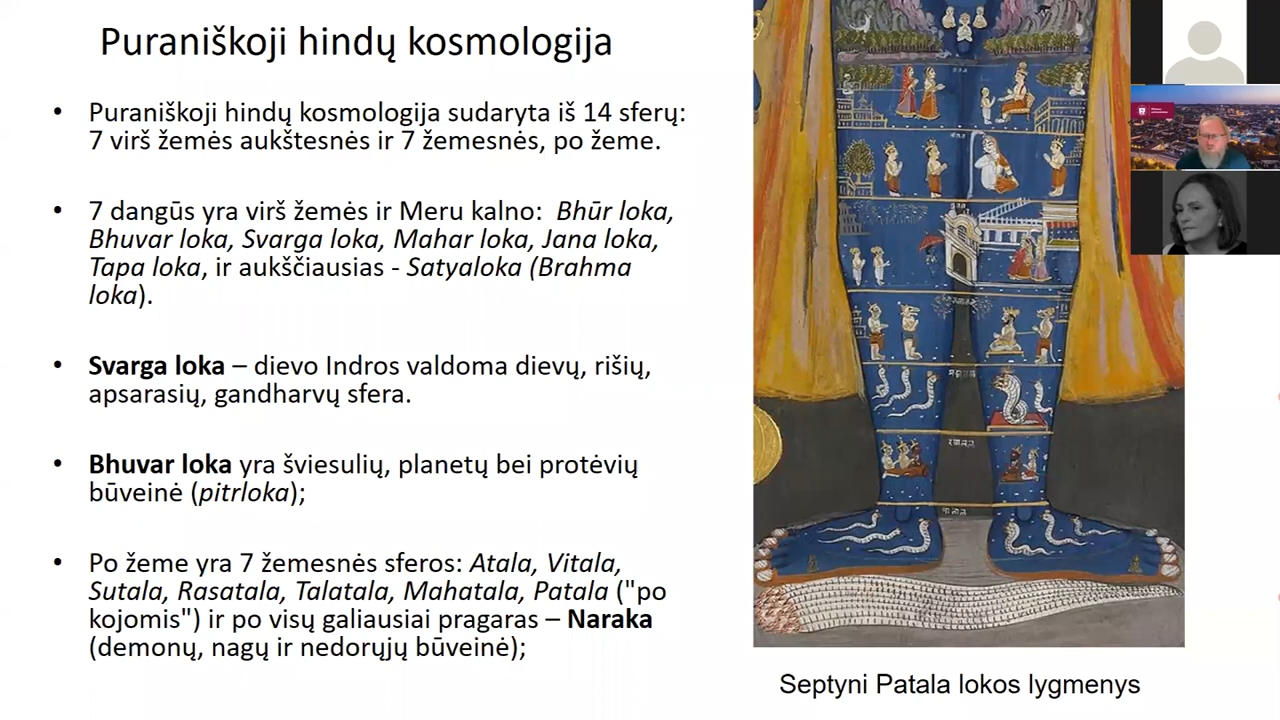 Puraniškoji hindų kosmologija
• Puraniškoji hindų kosmologija sudaryta iš 14 sferų:
7 virš žemės aukštesnės ir 7 žemesnės, po žeme.
• 7 dangūs yra virš žemės ir Meru kalno: Bhūr loka,
Bhuvar loka, Svarga loka, Mahar loka, Jana loka,
Tapa loka, ir aukščiausias - Satyaloka (Brahma
loka).
• Svarga loka – dievo Indros valdoma dievų, rišių,
apsarasių, gandharvų sfera.
• Bhuvar loka yra šviesulių, planetų bei protėvių
būveinė (pitrloka);
• Po žeme yra 7 žemesnės sferos: Atala, Vitala,
Sutala, Rasatala, Talatala, Mahatala, Patala ("po
kojomis") ir po visų galiausiai pragaras – Naraka
(demonų, nagų ir nedorųjų būveinė);
Septyni Patala lokos lygmenys